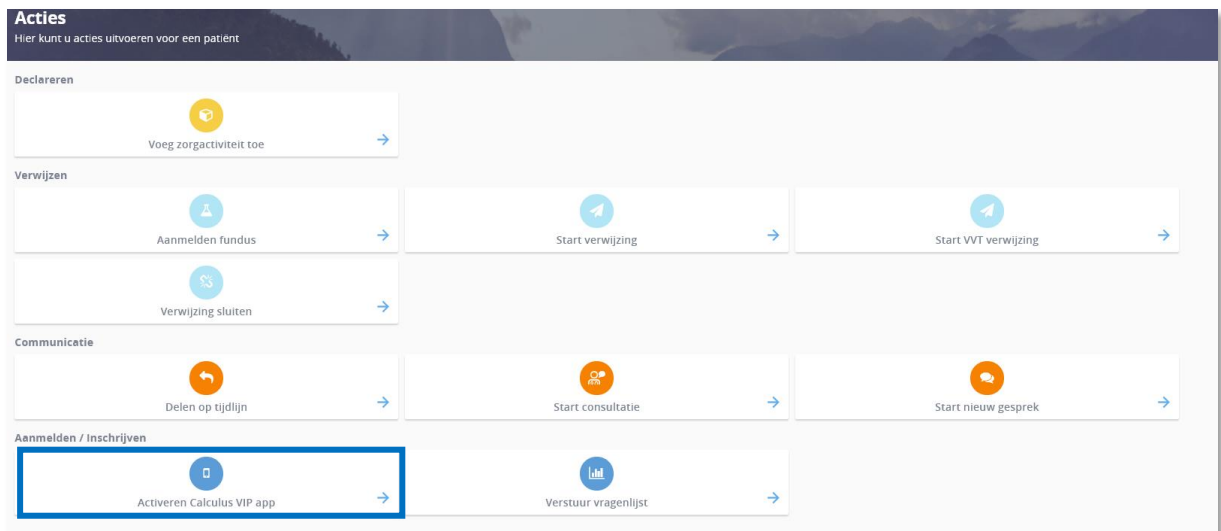 Acties
Hier kunt u acties uitvoeren voor een patiënt
Declareren
Voeg zorgactiviteit toe
Verwijzen
Aanmelden fundus
Start verwijzing
Start VVT verwijzing
Verwijzing sluiten
Communicatie
Delen op tijdlijn
Start consultatie
Start nieuw gesprek
Aanmelden / Inschrijven
Activeren Calculus VIP app
Verstuur vragenlijst